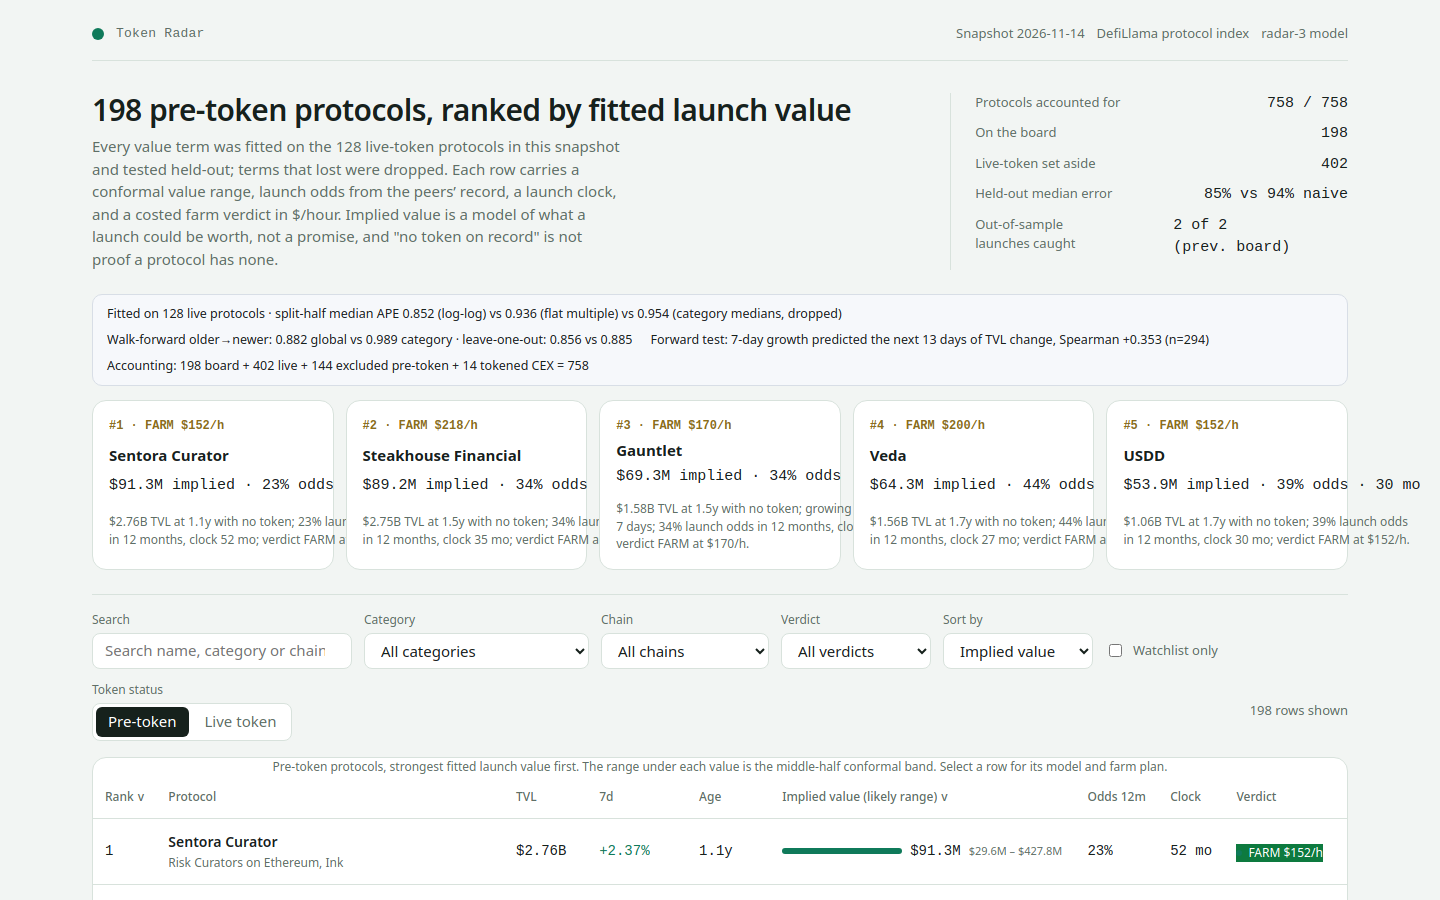 Token Radar
Snapshot 2026-11-14 DefiLlama protocol index radar-3 model
198 pre-token protocols, ranked by fitted launch value
Every value term was fitted on the 128 live-token protocols in this snapshot
and tested held-out; terms that lost were dropped. Each row carries a
conformal value range, launch odds from the peers’ record, a launch clock,
and a costed farm verdict in $/hour. Implied value is a model of what a
launch could be worth, not a promise, and "no token on record" is not
proof a protocol has none.
Protocols accounted for 758 / 758
On the board 198
Live-token set aside 402
Held-out median error 85% vs 94% naive
Out-of-sample launches caught 2 of 2 (prev. board)
Fitted on 128 live protocols · split-half median APE 0.852 (log-log) vs 0.936 (flat multiple) vs 0.954 (category medians, dropped)
Walk-forward older→newer: 0.882 global vs 0.989 category · leave-one-out: 0.856 vs 0.885 Forward test: 7-day growth predicted the next 13 days of TVL change, Spearman +0.353 (n=294)
Accounting: 198 board + 402 live + 144 excluded pre-token + 14 tokened CEX = 758
#1 · FARM $152/h
Sentora Curator
$91.3M implied · 23% odds
$2.76B TVL at 1.1y with no token; 23% laun
in 12 months, clock 52 mo; verdict FARM a
#2 · FARM $218/h
Steakhouse Financial
$89.2M implied · 34% odds
$2.75B TVL at 1.5y with no token; 34% laun
in 12 months, clock 35 mo; verdict FARM a
#3 · FARM $170/h
Gauntlet
$69.3M implied · 34% odds
$1.58B TVL at 1.5y with no token; growing
7 days; 34% launch odds in 12 months, clo
verdict FARM at $170/h.
#4 · FARM $200/h
Veda
$64.3M implied · 44% odds
$1.56B TVL at 1.7y with no token; 44% laun
in 12 months, clock 27 mo; verdict FARM a
#5 · FARM $152/h
USDD
$53.9M implied · 39% odds · 30 mo
$1.06B TVL at 1.7y with no token; 39% launch odds
in 12 months, clock 30 mo; verdict FARM at $152/h.
Search Category Chain Verdict Sort by
Search name, category or chain All categories All chains All verdicts Implied value Watchlist only
Token status
Pre-token Live token 198 rows shown
Pre-token protocols, strongest fitted launch value first. The range under each value is the middle-half conformal band. Select a row for its model and farm plan.
Rank v Protocol TVL 7d Age Implied value (likely range) v Odds 12m Clock Verdict
1 Sentora Curator $2.76B +2.37% 1.1y $91.3M $29.6M – $427.8M 23% 52 mo FARM $152/h
Risk Curators on Ethereum, Ink